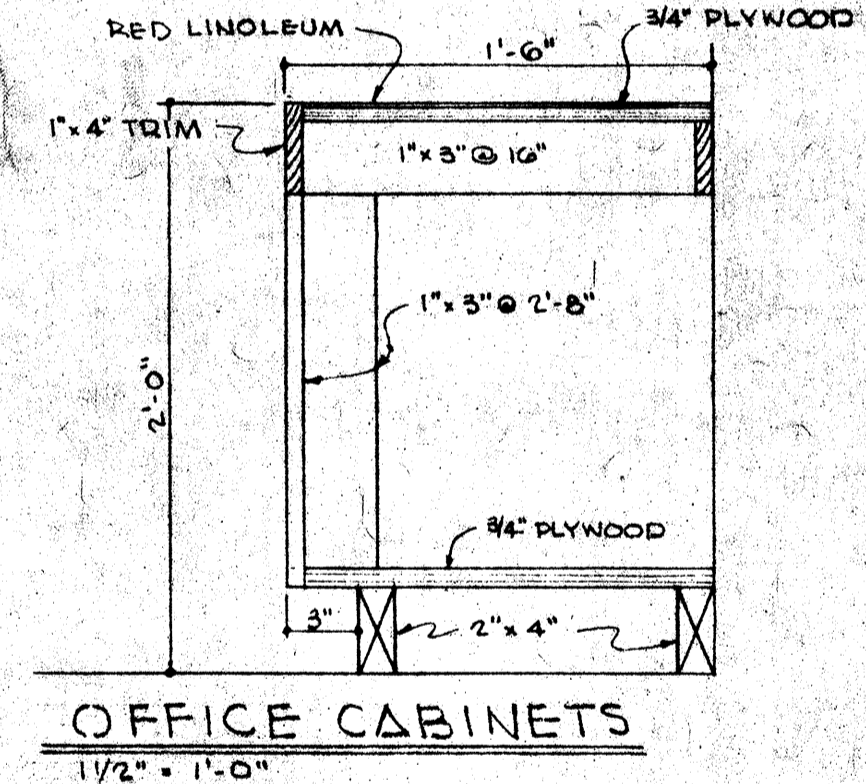 RED LINOLEUM
3/4" PLYWOOD
1'-6"
1"x 4" TRIM
1"x 3" @ 16"
1"x 3" @ 2'-8"
2'-0"
3/4" PLYWOOD
3"
2"x 4"
OFFICE CABINETS
1 1/2" = 1'-0"